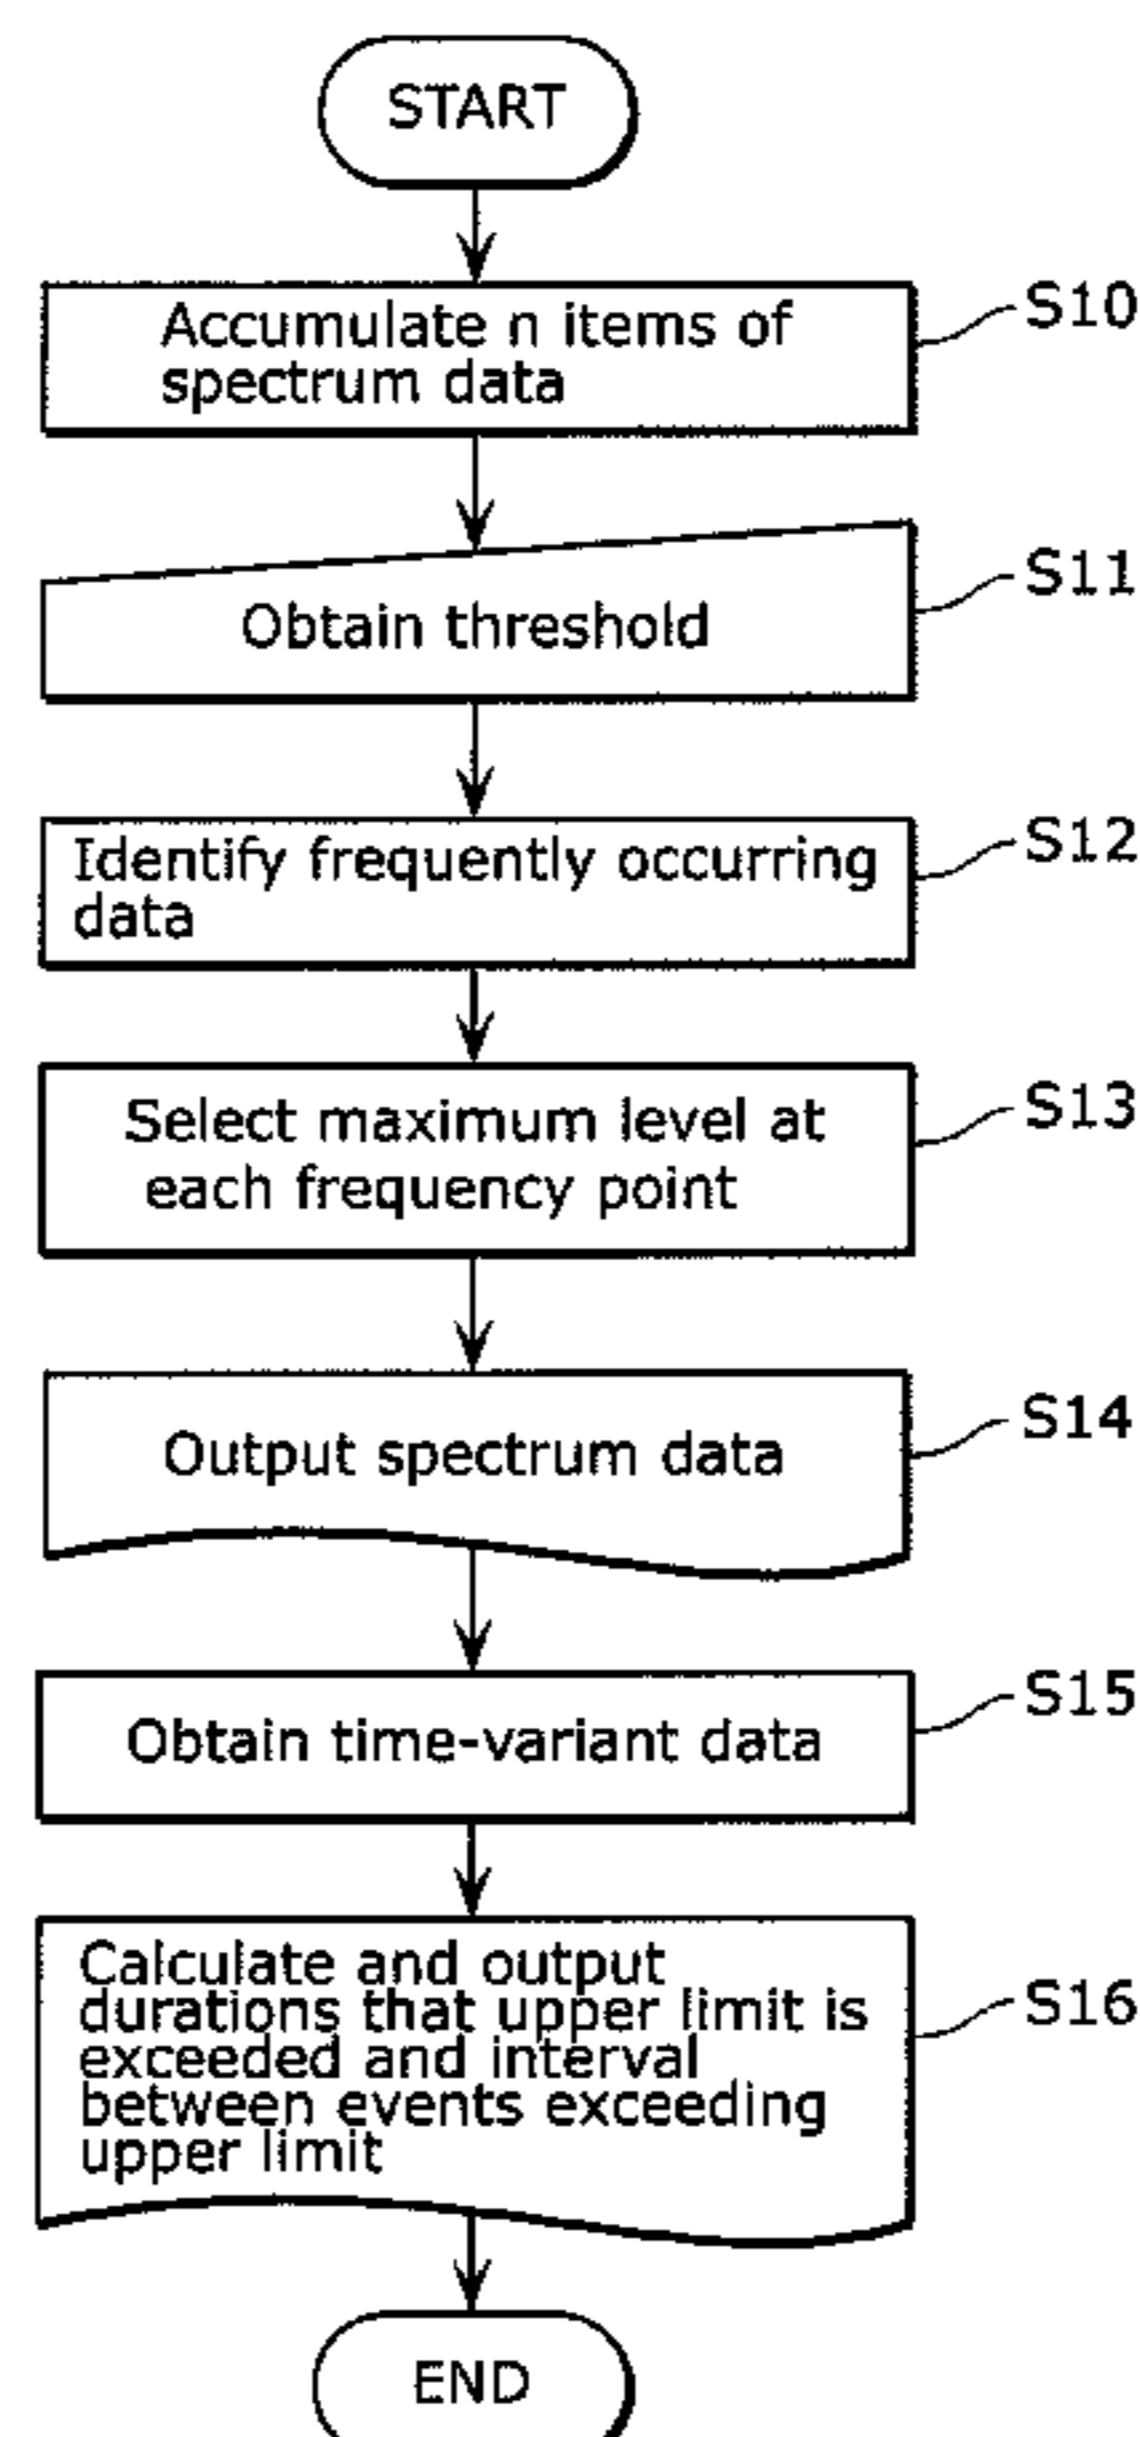 START
Accumulate n items of
spectrum data
S10
Obtain threshold
S11
Identify frequently occurring
data
S12
Select maximum level at
each frequency point
S13
Output spectrum data
S14
Obtain time-variant data
S15
Calculate and output
durations that upper limit is
exceeded and interval
between events exceeding
upper limit
S16
END